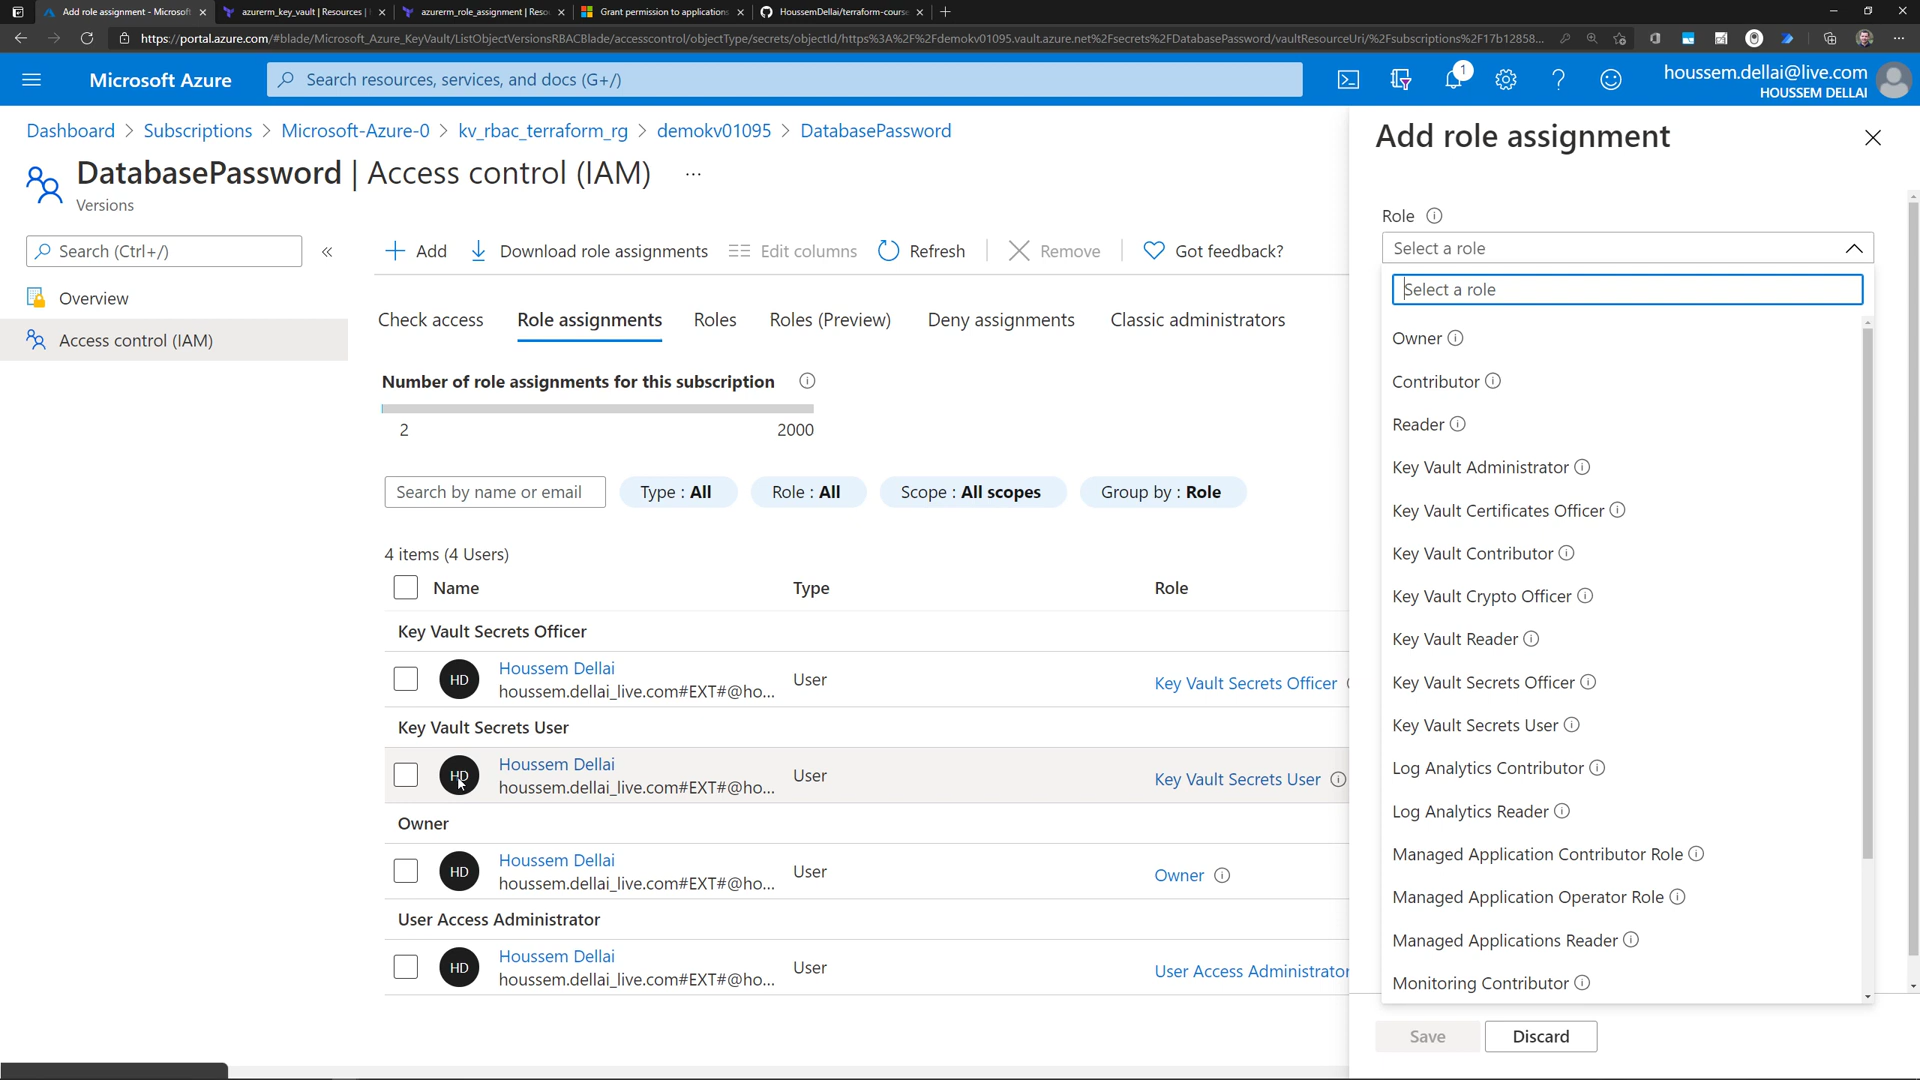 Add role assignment - Microsoft
azurerm_key_vault | Resources |
azurerm_role_assignment | Reso
Grant permission to applications
HoussemDellai/terraform-course
https://portal.azure.com/#blade/Microsoft_Azure_KeyVault/ListObjectVersionsRBACBlade/accesscontrol/objectType/secrets/objectId/https%3A%2F%2Fdemokv01095.vault.azure.net%2Fsecrets%2FDatabasePassword/vaultResourceUri/%2Fsubscriptions%2F17b12858...
Microsoft Azure
Search resources, services, and docs (G+/)
1
houssem.dellai@live.com
HOUSSEM DELLAI
Dashboard > Subscriptions > Microsoft-Azure-0 > kv_rbac_terraform_rg > demokv01095 > DatabasePassword
DatabasePassword | Access control (IAM) ...
Versions
Search (Ctrl+/)
«
Overview
Access control (IAM)
Add
Download role assignments
Edit columns
Refresh
Remove
Got feedback?
Check access
Role assignments
Roles
Roles (Preview)
Deny assignments
Classic administrators
Number of role assignments for this subscription
2
2000
Search by name or email
Type : All
Role : All
Scope : All scopes
Group by : Role
4 items (4 Users)
Name
Type
Role
Key Vault Secrets Officer
HD
Houssem Dellai
houssem.dellai_live.com#EXT#@ho...
User
Key Vault Secrets Officer
Key Vault Secrets User
HD
Houssem Dellai
houssem.dellai_live.com#EXT#@ho...
User
Key Vault Secrets User
Owner
HD
Houssem Dellai
houssem.dellai_live.com#EXT#@ho...
User
Owner
User Access Administrator
HD
Houssem Dellai
houssem.dellai_live.com#EXT#@ho...
User
User Access Administrator
Add role assignment
Role
Select a role
Select a role
Owner
Contributor
Reader
Key Vault Administrator
Key Vault Certificates Officer
Key Vault Contributor
Key Vault Crypto Officer
Key Vault Reader
Key Vault Secrets Officer
Key Vault Secrets User
Log Analytics Contributor
Log Analytics Reader
Managed Application Contributor Role
Managed Application Operator Role
Managed Applications Reader
Monitoring Contributor
Save
Discard